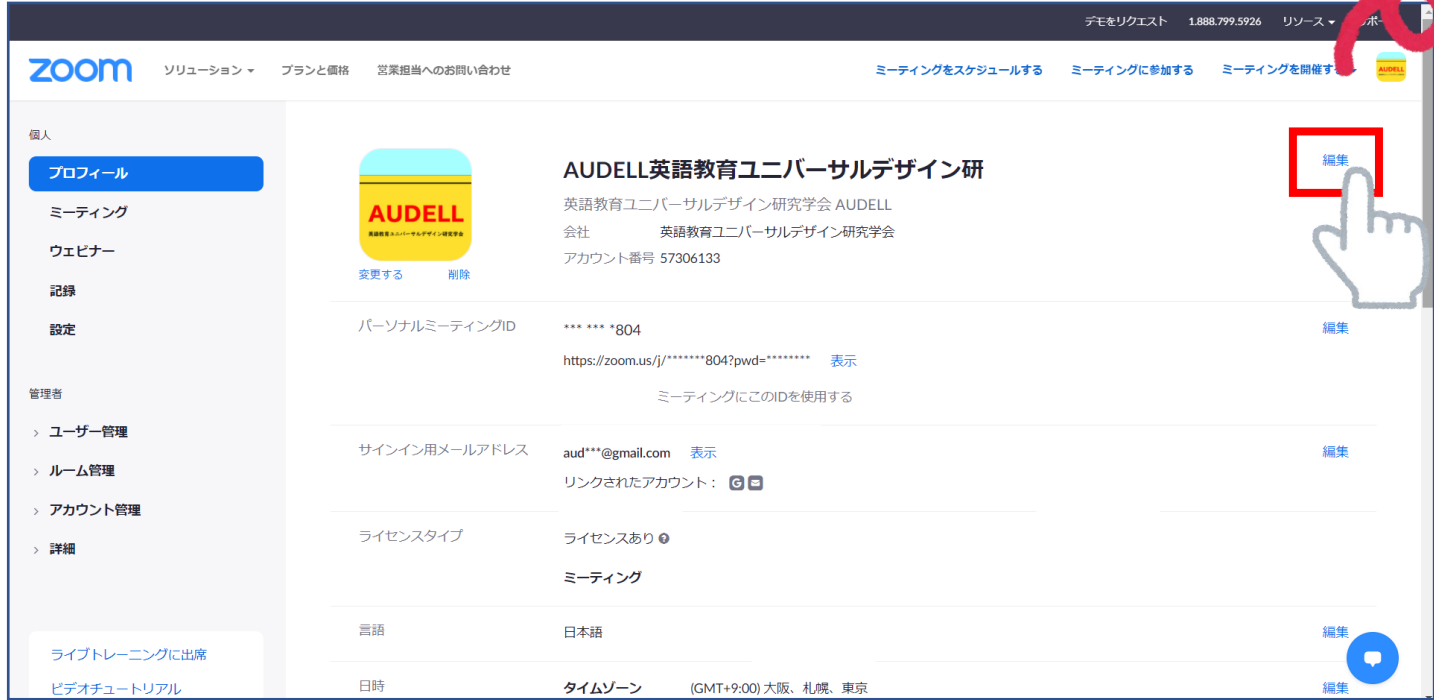 デモをリクエスト 1.888.799.5926 リソース
zoom ソリューション プランと価格 営業担当へのお問い合わせ ミーティングをスケジュールする ミーティングに参加する ミーティングを開催す
AUDELL
個人
プロフィール
ミーティング
ウェビナー
記録
設定
管理者
ユーザー管理
ルーム管理
アカウント管理
詳細
ライブトレーニングに出席
ビデオチュートリアル
AUDELL
英語教育ユニバーサルデザイン研究学会
変更する 削除
AUDELL英語教育ユニバーサルデザイン研
編集
英語教育ユニバーサルデザイン研究学会 AUDELL
会社 英語教育ユニバーサルデザイン研究学会
アカウント番号 57306133
パーソナルミーティングID *** *** *804 編集
https://zoom.us/j/*******804?pwd=******** 表示
ミーティングにこのIDを使用する
サインイン用メールアドレス aud***@gmail.com 表示 編集
リンクされたアカウント： G
ライセンスタイプ ライセンスあり ?
ミーティング
言語 日本語 編集
日時 タイムゾーン (GMT+9:00) 大阪、札幌、東京 編集